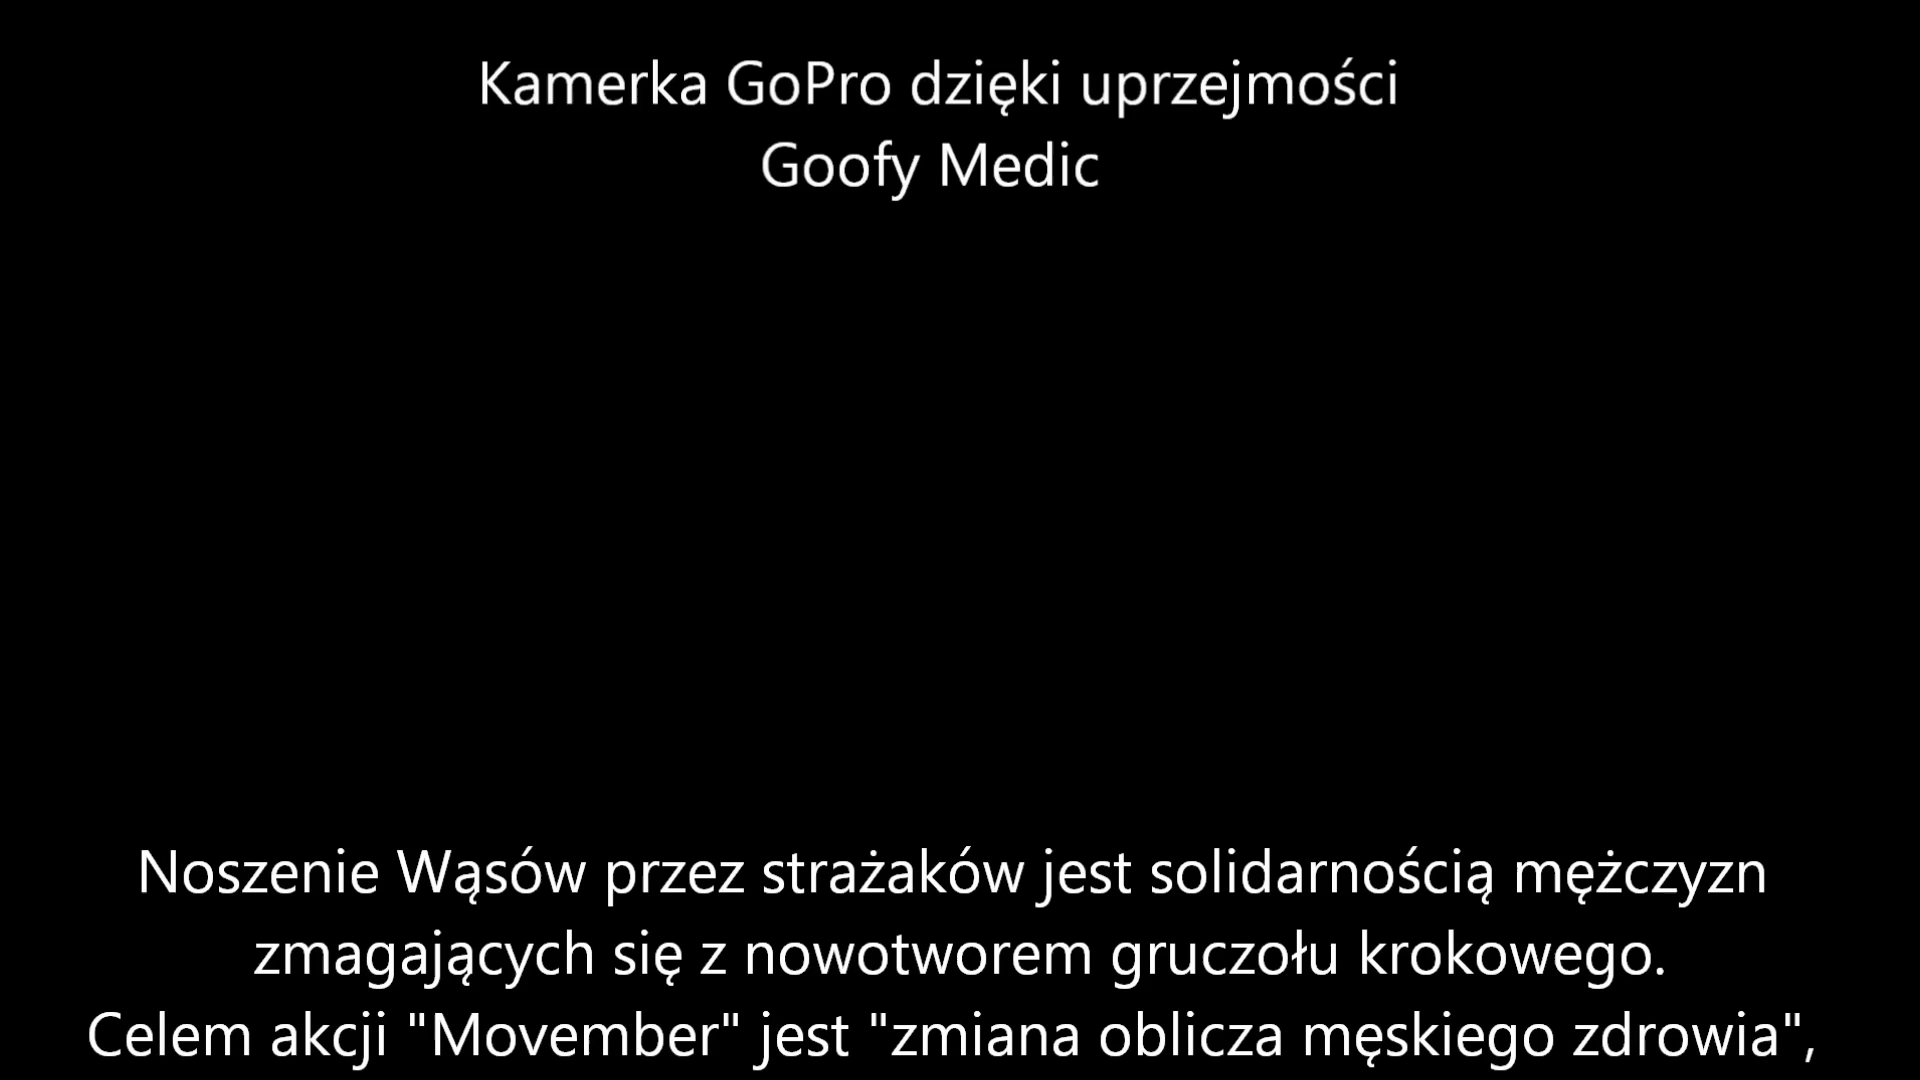 Kamerka GoPro dzięki uprzejmości
Goofy Medic
Noszenie Wąsów przez strażaków jest solidarnością mężczyzn
zmagających się z nowotworem gruczołu krokowego.
Celem akcji "Movember" jest "zmiana oblicza męskiego zdrowia",